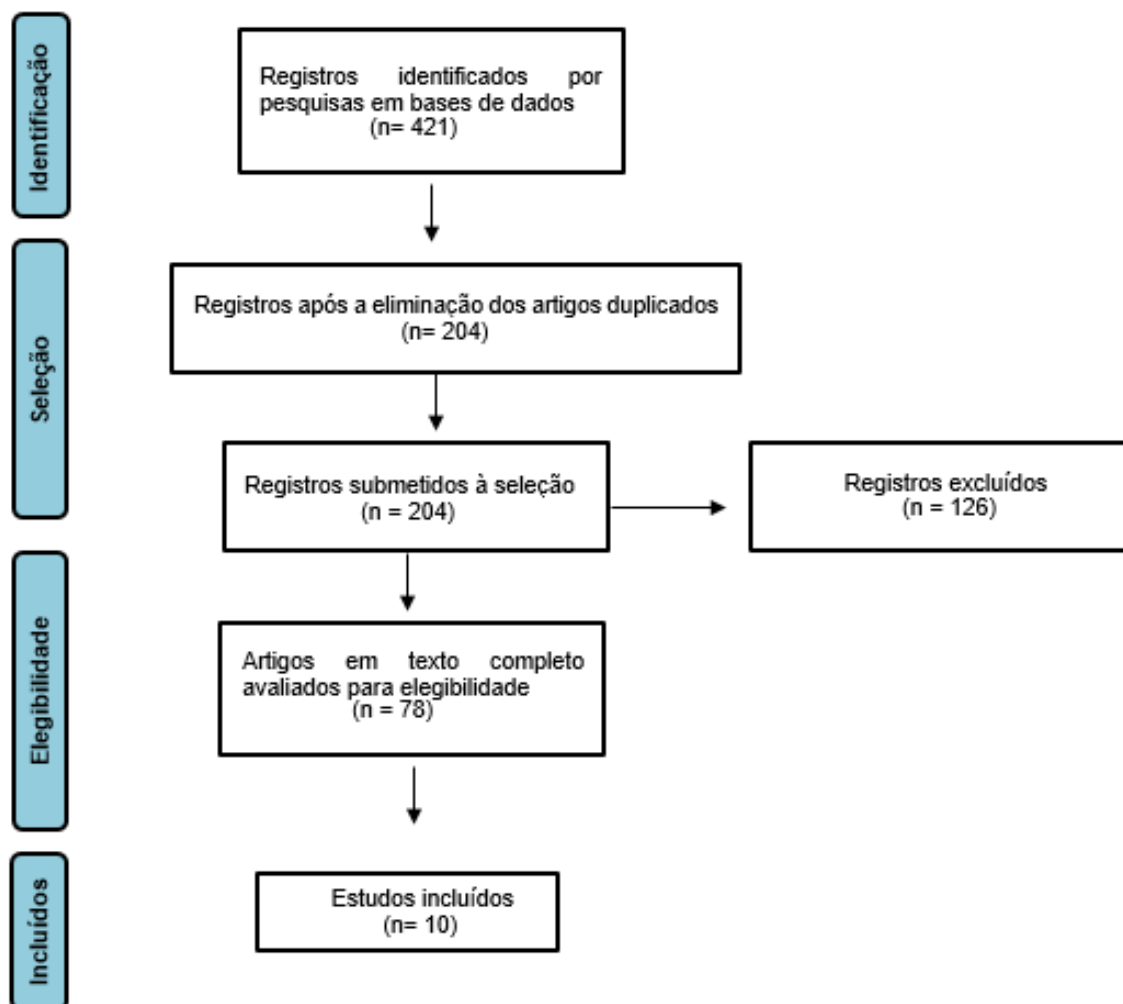 Identificação
Registros identificados por
pesquisas em bases de dados
(n= 421)
Seleção
Registros após a eliminação dos artigos duplicados
(n= 204)
Registros submetidos à seleção
(n = 204)
Registros excluídos
(n = 126)
Elegibilidade
Artigos em texto completo
avaliados para elegibilidade
(n = 78)
Incluídos
Estudos incluídos
(n= 10)